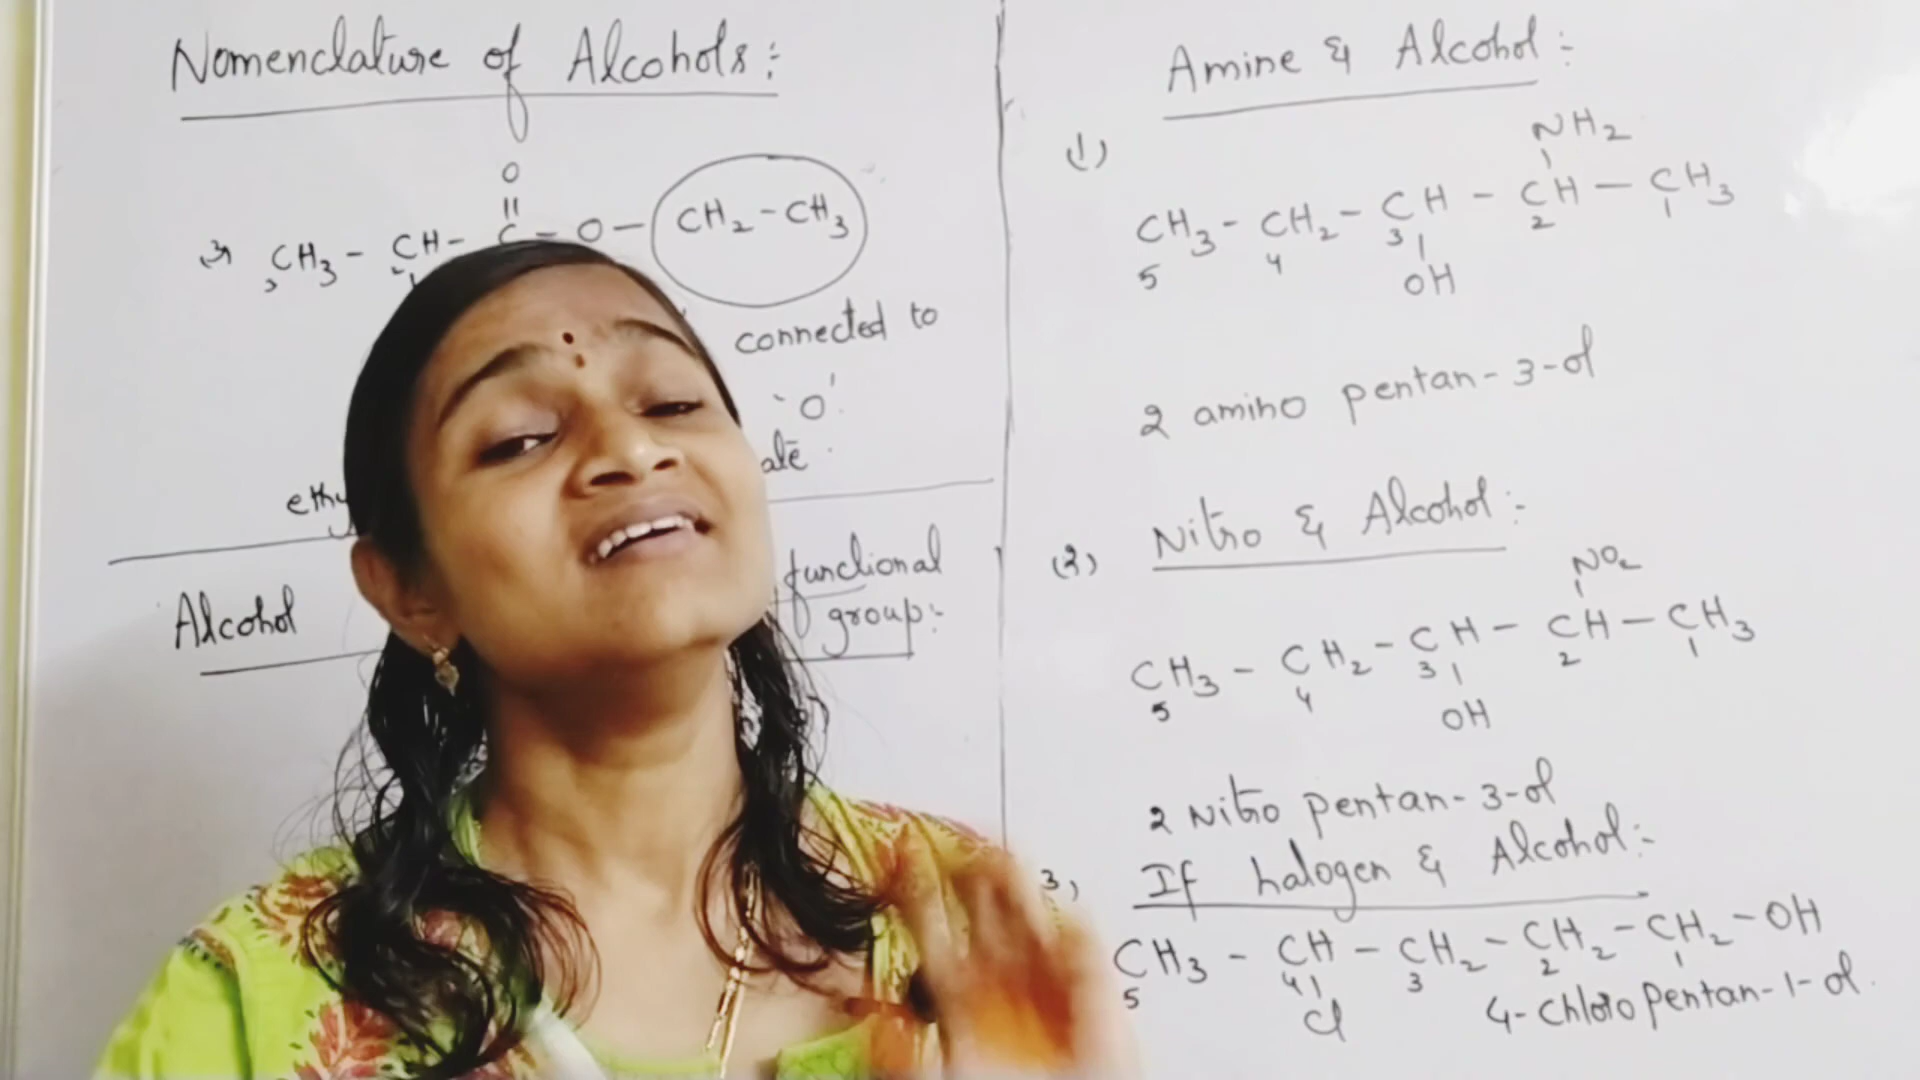 Nomenclature of Alcohols:
O
||
3) CH3 - CH - C - O - CH2 - CH3
connected to
'O'.
ate.
Alcohol
functional
group:-
Amine & Alcohol:-
1)
NH2
CH3 - CH2 - CH - CH - CH3
5 4 3 2 1
OH
2 amino pentan-3-ol
Nitro & Alcohol:-
(2)
NO2
CH3 - CH2 - CH - CH - CH3
5 4 3 2 1
OH
2 Nitro pentan-3-ol
3) If halogen & Alcohol:-
CH3 - CH - CH2 - CH2 - CH2 - OH
5 4 3 2 1
Cl
4-chloro pentan-1-ol.